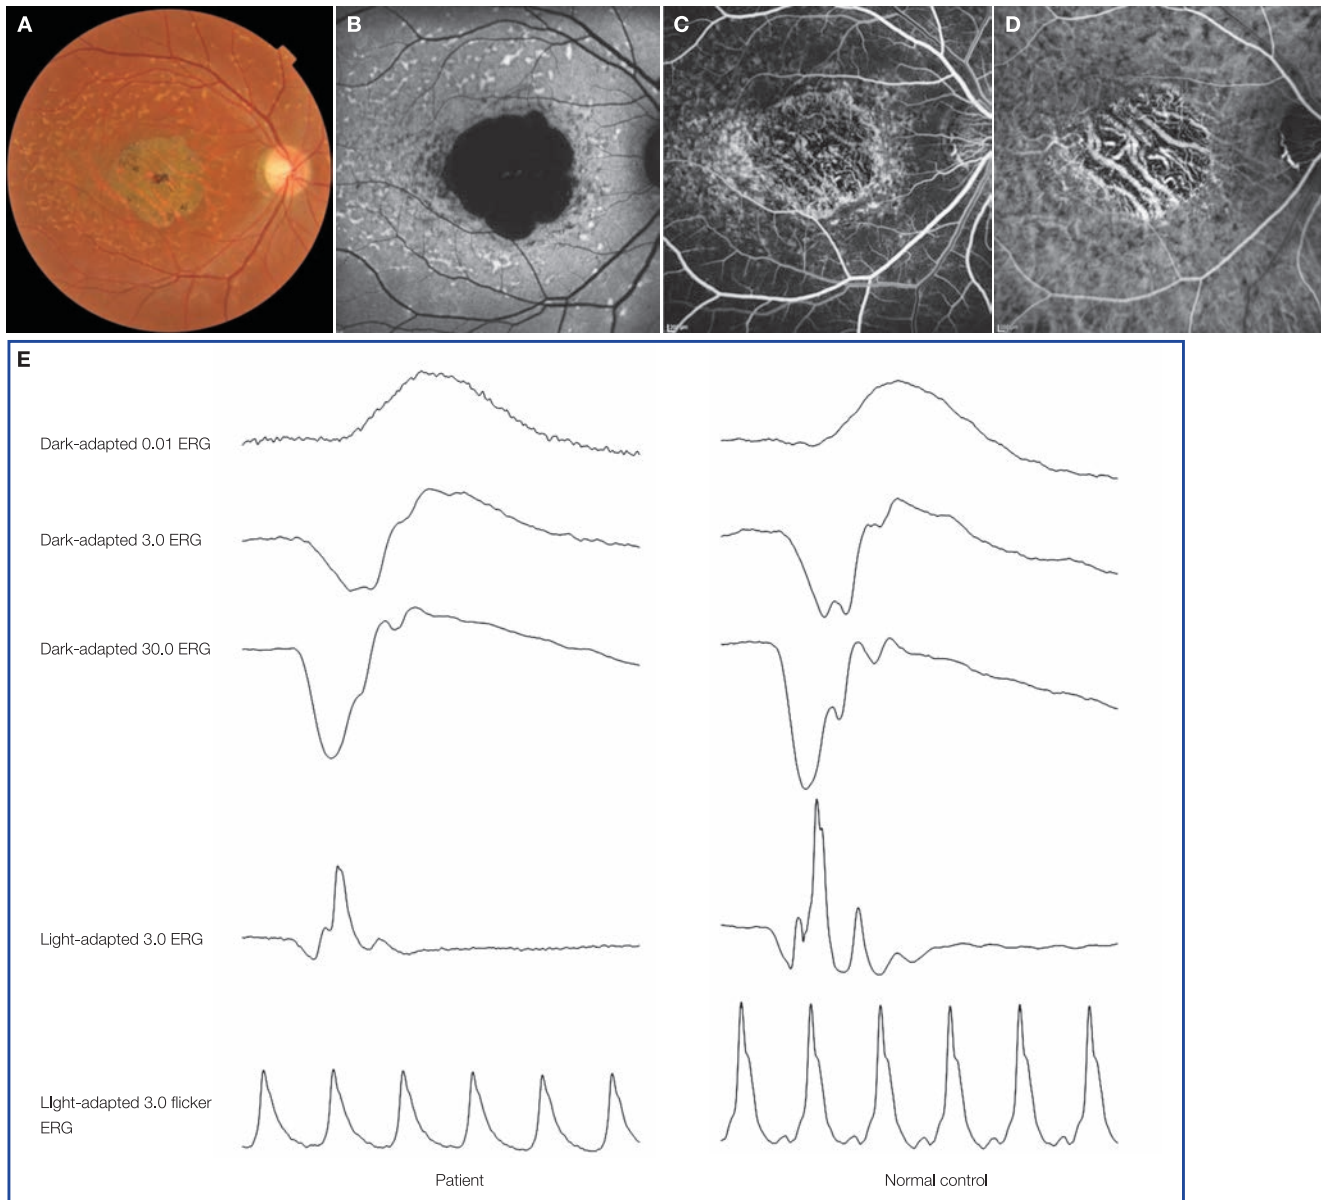 A
B
C
D
E
Dark-adapted 0.01 ERG
Dark-adapted 3.0 ERG
Dark-adapted 30.0 ERG
Light-adapted 3.0 ERG
LIght-adapted 3.0 flicker
ERG
Patient
Normal control